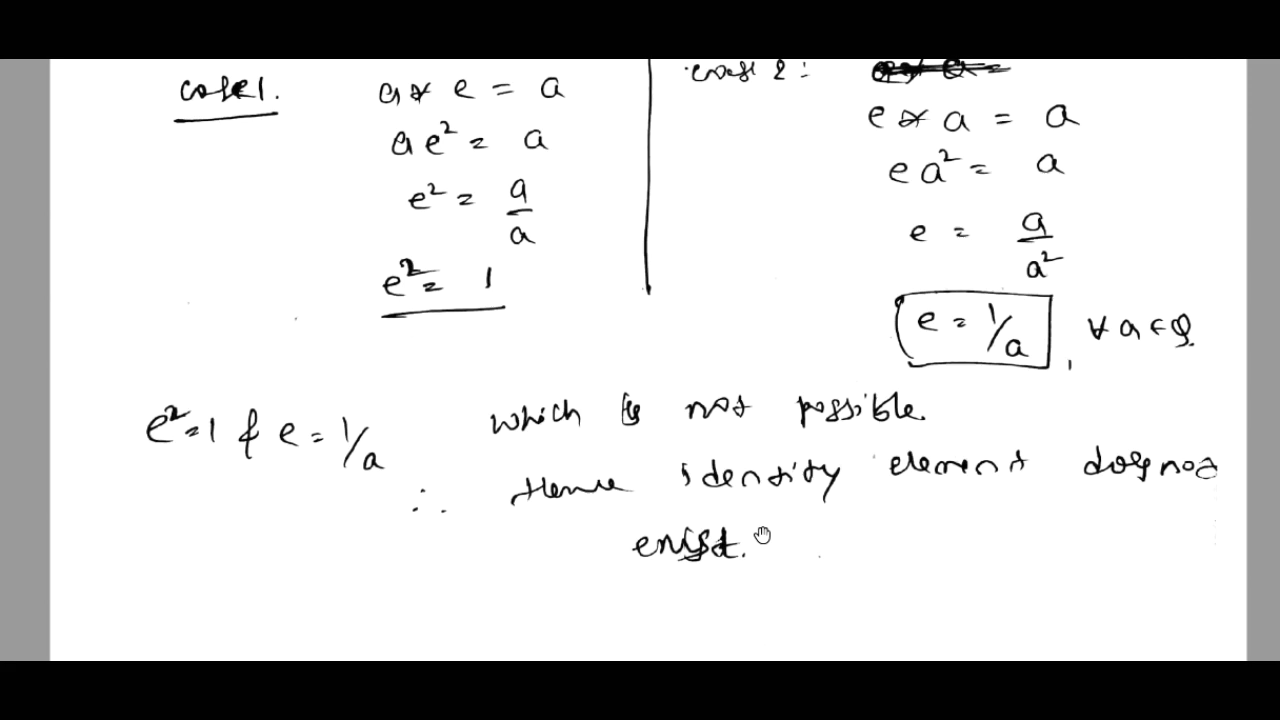 case 1.
a * e = a
a e² = a
e² = a/a
e² = 1
case 2:
e * a = a
e a² = a
e = a/a²
e = 1/a , ∀ a ∈ Q.
e² = 1 & e = 1/a which is not possible.
∴ Hence identity element does not
exist.